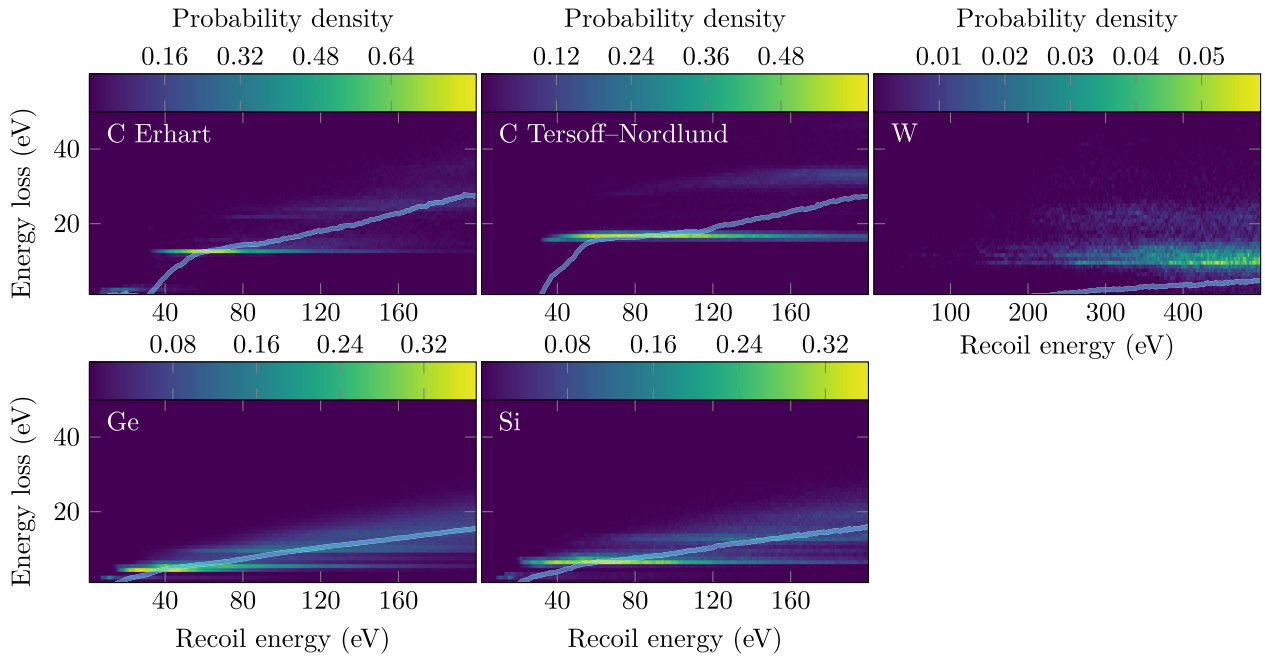 Probability density Probability density Probability density
0.16 0.32 0.48 0.64 0.12 0.24 0.36 0.48 0.01 0.02 0.03 0.04 0.05
C Erhart C Tersoff–Nordlund W
Energy loss (eV)
40
20
40 80 120 160 40 80 120 160 100 200 300 400
Recoil energy (eV)
0.08 0.16 0.24 0.32 0.08 0.16 0.24 0.32
Ge Si
Energy loss (eV)
40
20
40 80 120 160 40 80 120 160
Recoil energy (eV) Recoil energy (eV)